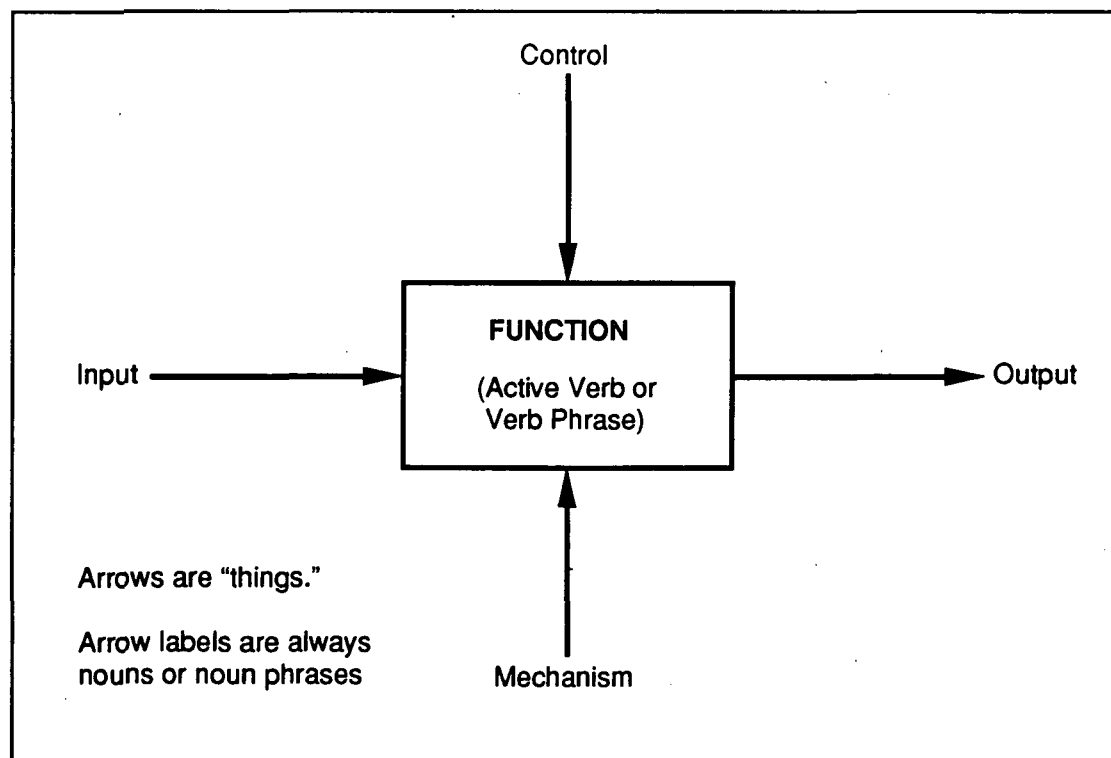 Control
FUNCTION
Input
(Active Verb or
Verb Phrase)
Output
Arrows are “things.”
Arrow labels are always
nouns or noun phrases
Mechanism